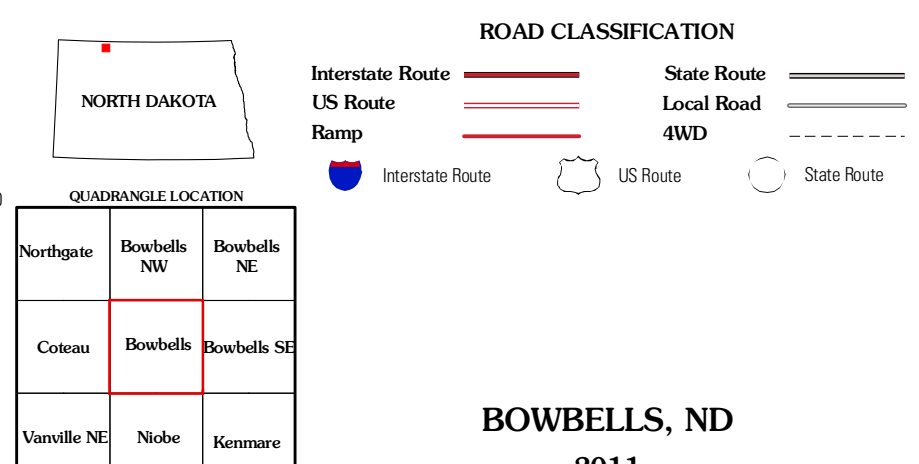 ROAD CLASSIFICATION
Interstate Route
State Route
US Route
Local Road
Ramp
4WD
Interstate Route
US Route
State Route
NORTH DAKOTA
QUADRANGLE LOCATION
Northgate
Bowbells
NW
Bowbells
NE
Coteau
Bowbells
Bowbells SE
Vanville NE
Niobe
Kenmare
BOWBELLS, ND